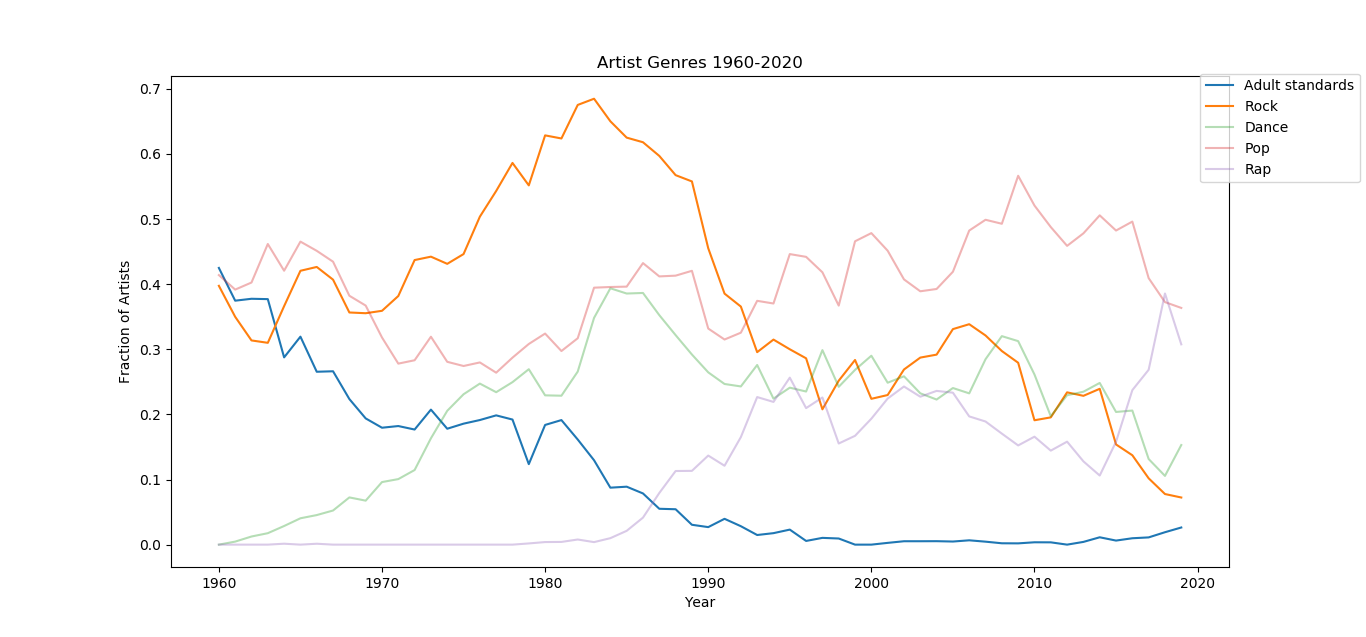 Artist Genres 1960-2020
Adult standards
Rock
Dance
Pop
Rap
Fraction of Artists
0.7
0.6
0.5
0.4
0.3
0.2
0.1
0.0
1960 1970 1980 1990 2000 2010 2020
Year